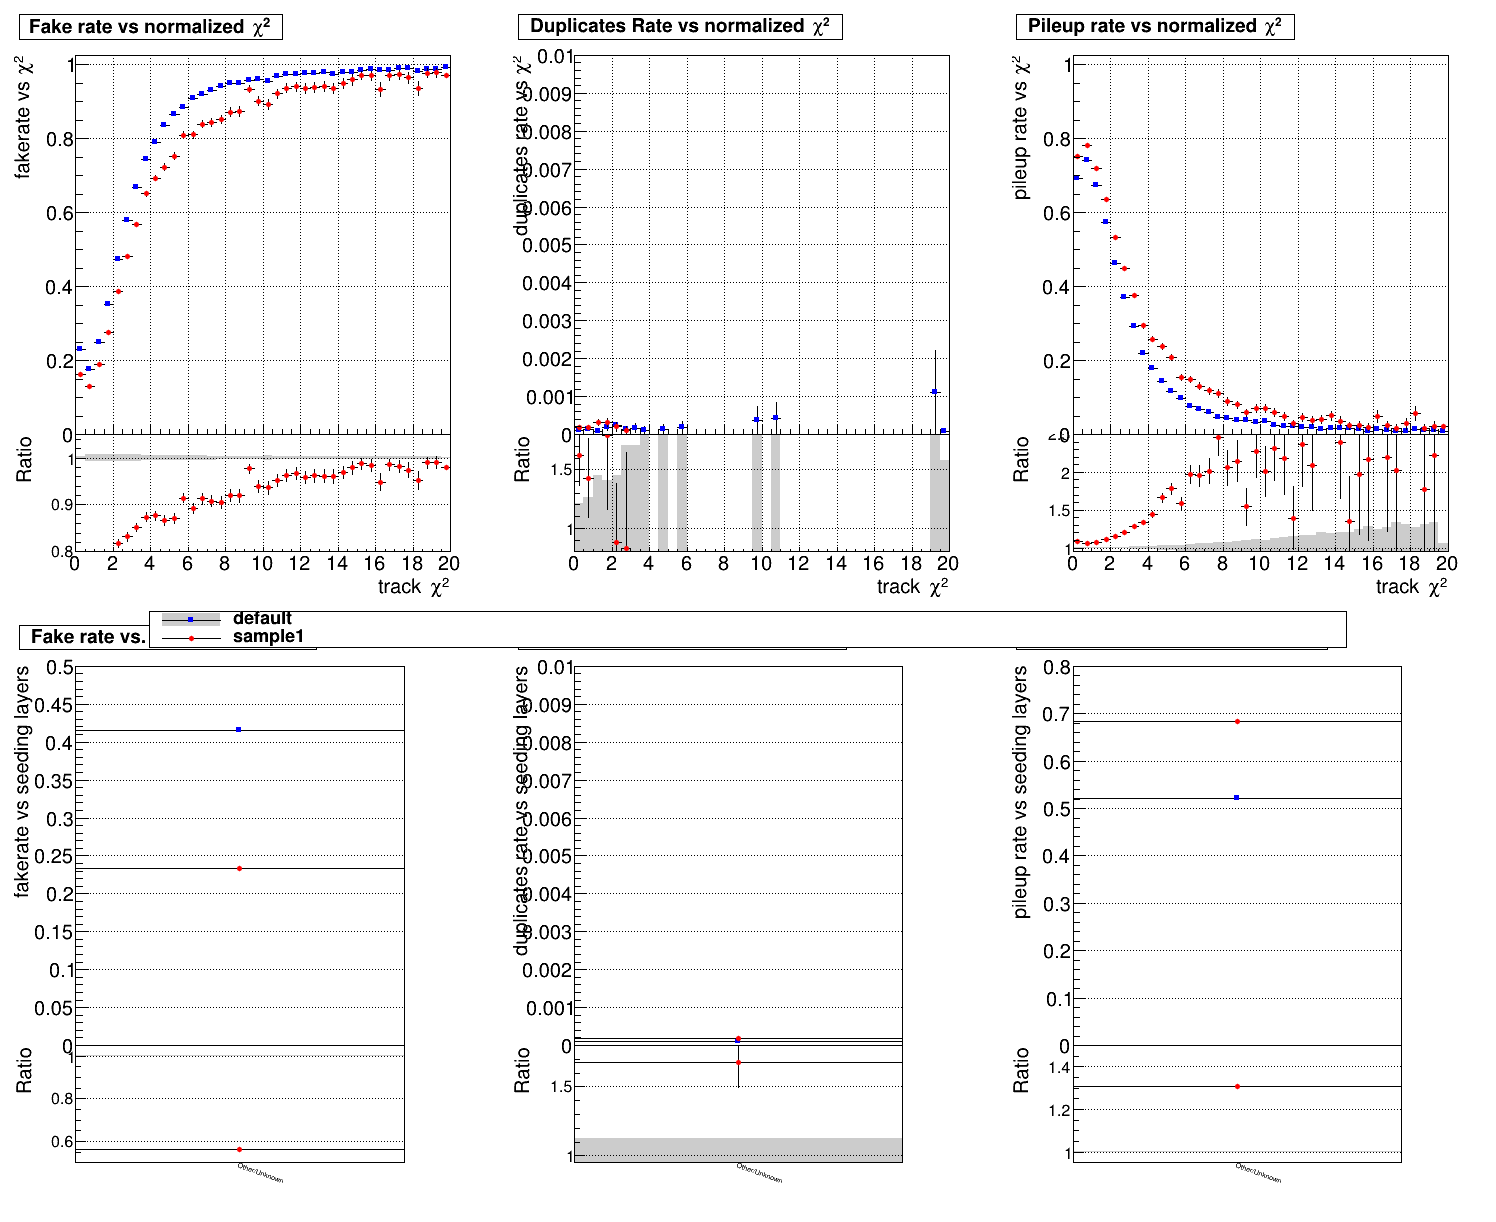 Fake rate vs normalized χ²
Duplicates Rate vs normalized χ²
Pileup rate vs normalized χ²
fakerate vs χ²
1
0.8
0.6
0.4
0.2
0
Ratio
1
0.9
0.8
0 2 4 6 8 10 12 14 16 18 20
track χ²
duplicates rate vs χ²
0.01
0.009
0.008
0.007
0.006
0.005
0.004
0.003
0.002
0.001
0
Ratio
1.5
1
0 2 4 6 8 10 12 14 16 18 20
track χ²
pileup rate vs χ²
1
0.8
0.6
0.4
0.2
0
Ratio
2
1.5
1
0 2 4 6 8 10 12 14 16 18 20
track χ²
default
sample1
Fake rate vs.
fakerate vs seeding layers
0.5
0.45
0.4
0.35
0.3
0.25
0.2
0.15
0.1
0.05
0
Ratio
1
0.8
0.6
Other/Unknown
duplicates rate vs seeding layers
0.01
0.009
0.008
0.007
0.006
0.005
0.004
0.003
0.002
0.001
0
Ratio
1.5
1
Other/Unknown
pileup rate vs seeding layers
0.8
0.7
0.6
0.5
0.4
0.3
0.2
0.1
0
Ratio
1.4
1.2
1
Other/Unknown